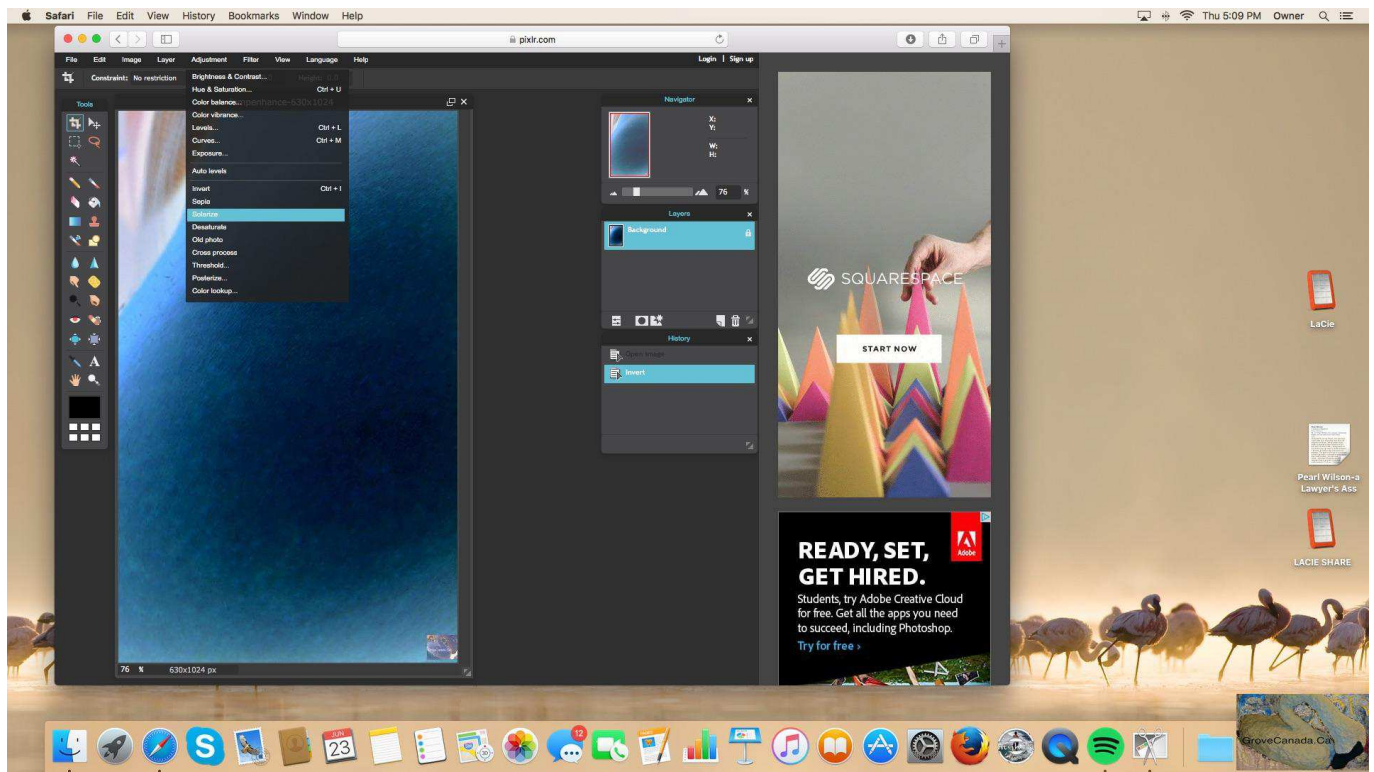 Safari File Edit View History Bookmarks Window Help
Thu 5:09 PM Owner
pixlr.com
File Edit Image Layer Adjustment Filter View Language Help
Login | Sign up
Constraint: No restriction
Brightness & Contrast...
Hue & Saturation... Ctrl + U
Color balance...
Color vibrance...
Levels... Ctrl + L
Curves... Ctrl + M
Exposure...
Auto levels
Invert Ctrl + I
Sepia
Solarize
Desaturate
Old photo
Cross process
Threshold...
Posterize...
Color lookup...
Tools
enhance-630x1024
76 % 630x1024 px
Navigator
X:
Y:
W:
H:
76 %
Layers
Background
History
Open image
Invert
SQUARESPACE
START NOW
READY, SET,
GET HIRED.
Adobe
Students, try Adobe Creative Cloud
for free. Get all the apps you need
to succeed, including Photoshop.
Try for free ›
LaCie
Pearl Wilson-a
Lawyer's Ass
LACIE SHARE
JUN
23
12
GroveCanada.Ca